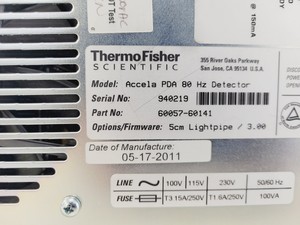 @ 150mA
ThermoFisher
SCIENTIFIC
355 River Oaks Parkway
San Jose, CA 95134 U.S.A.
Model: Accela PDA 80 Hz Detector
Serial No: 940219
Part No: 60057-60141
Options/Firmware: 5cm Lightpipe / 3.00
Date of Manufacture:
05-17-2011
LINE 100V 115V 230V 50/60 Hz
FUSE T3.15A/250V T1.6A/250V 100VA